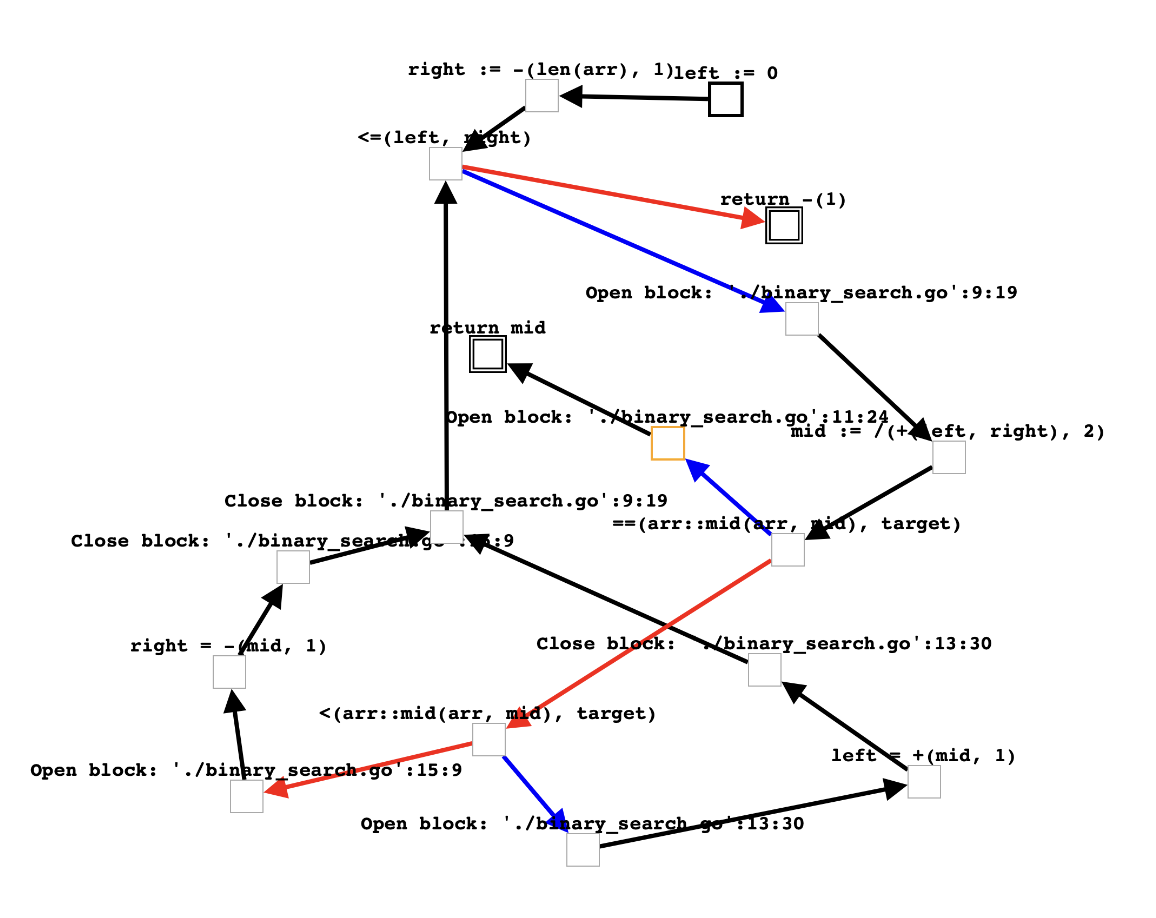 right := -(len(arr), 1)
left := 0
<=(left, right)
return -(1)
Open block: './binary_search.go':9:19
return mid
Open block: './binary_search.go':11:24
mid := /(+(left, right), 2)
Close block: './binary_search.go':9:19
==(arr::mid(arr, mid), target)
Close block: './binary_search.go':15:9
Close block: './binary_search.go':13:30
right = -(mid, 1)
<(arr::mid(arr, mid), target)
left = +(mid, 1)
Open block: './binary_search.go':15:9
Open block: './binary_search.go':13:30